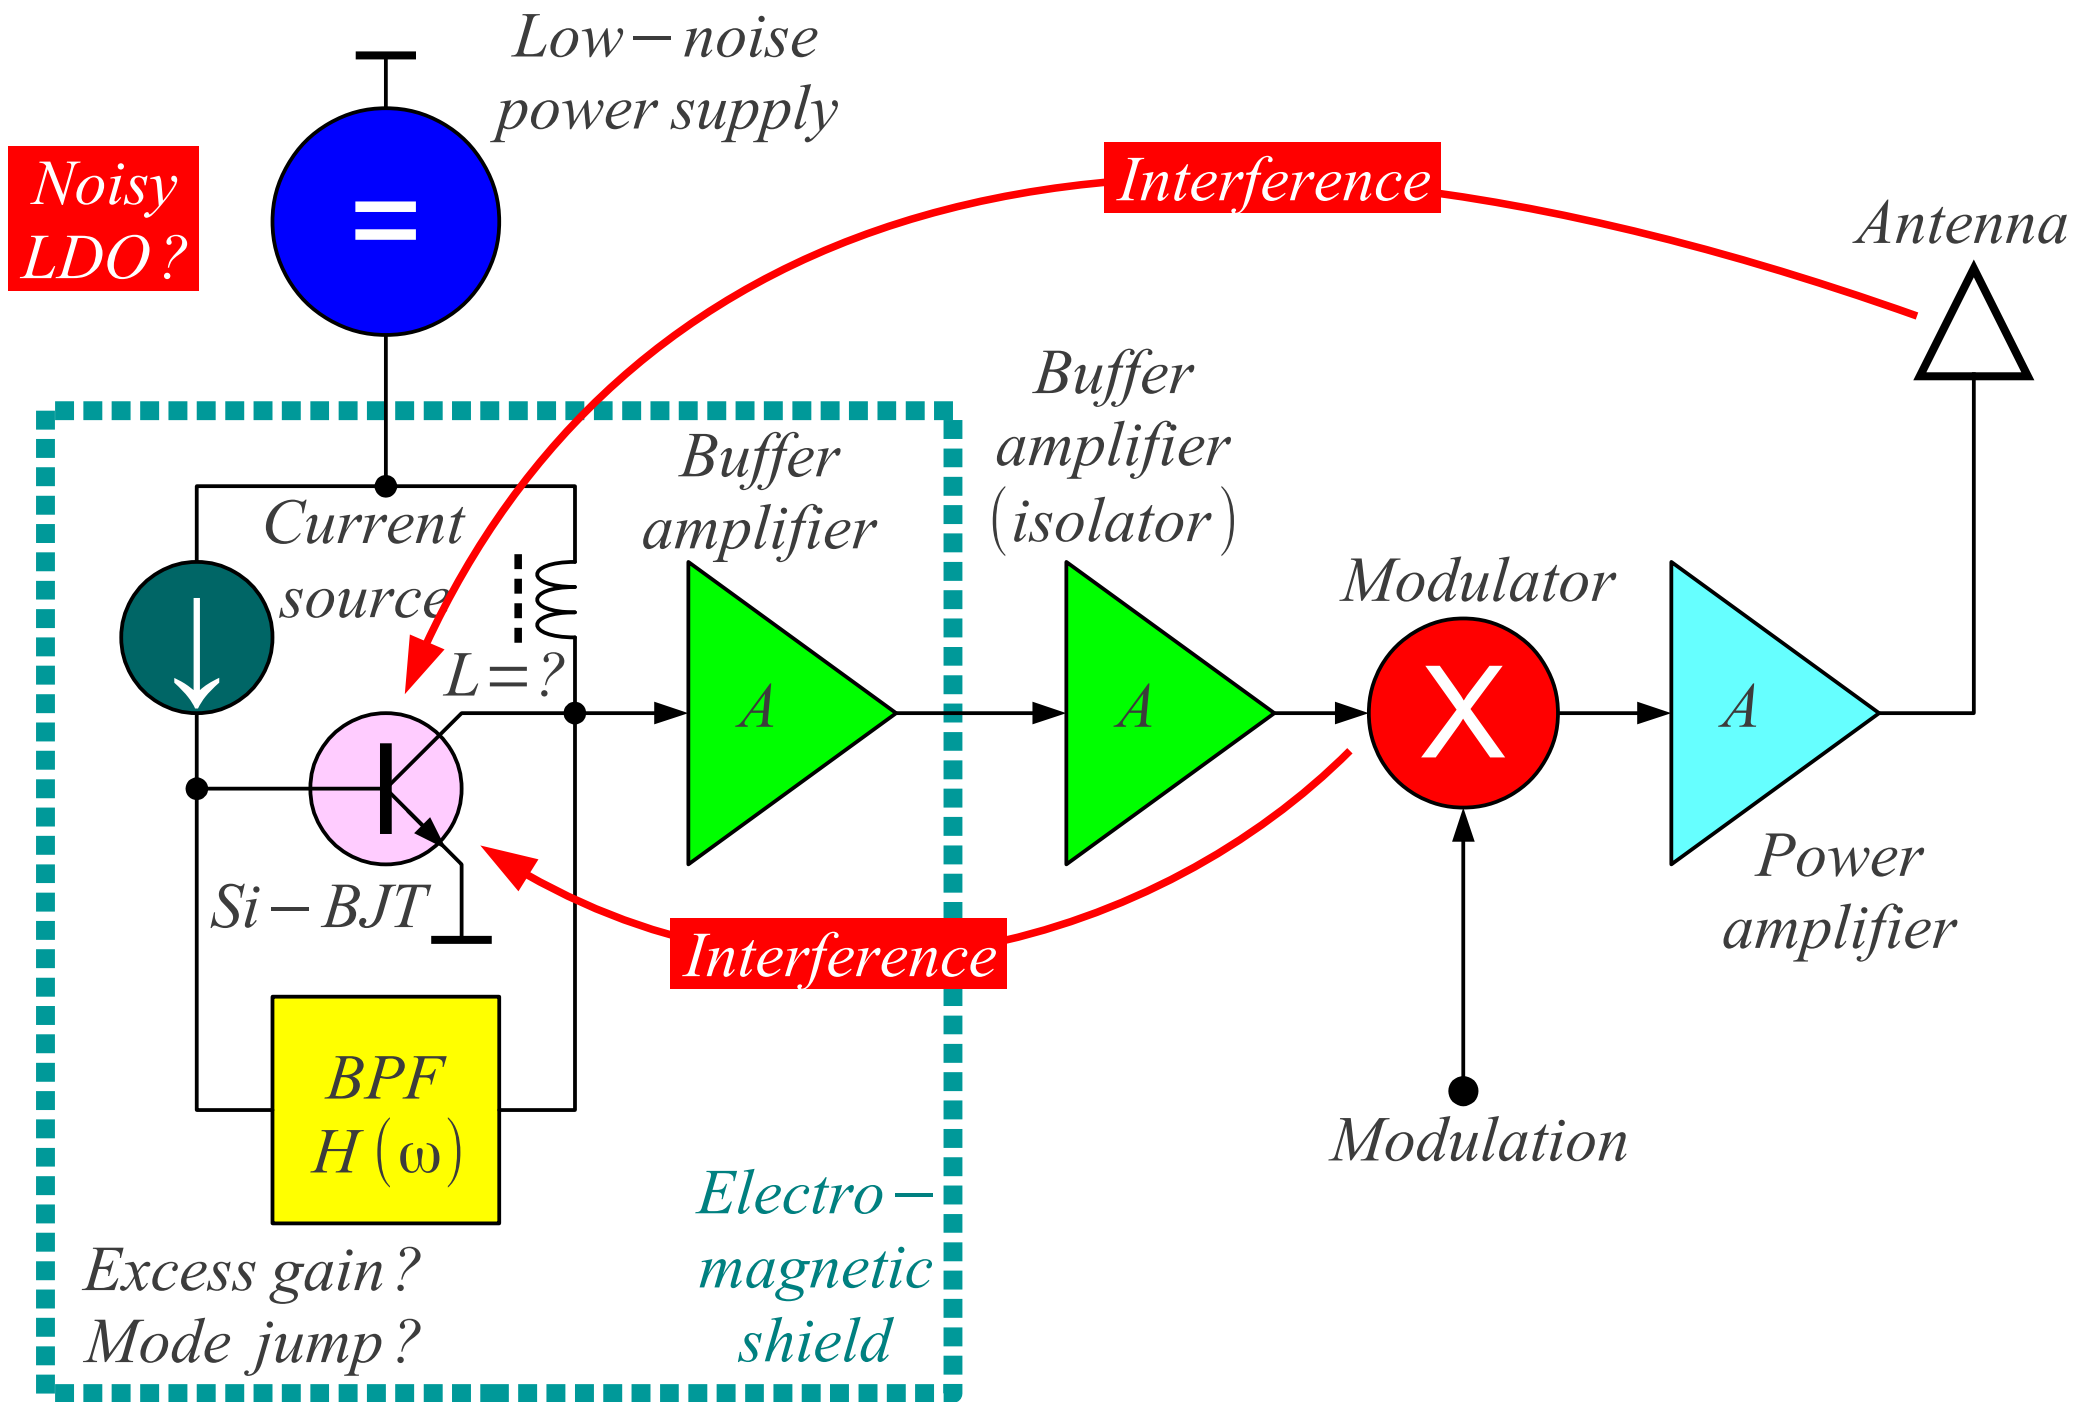 Low−noise
power supply
Noisy
LDO?
Interference
Antenna
=
Buffer
amplifier
(isolator)
Buffer
amplifier
Current
source
L=?
Modulator
A
A
X
A
Si−BJT
Power
amplifier
Interference
BPF
H(ω)
Modulation
Electro−
magnetic
shield
Excess gain?
Mode jump?